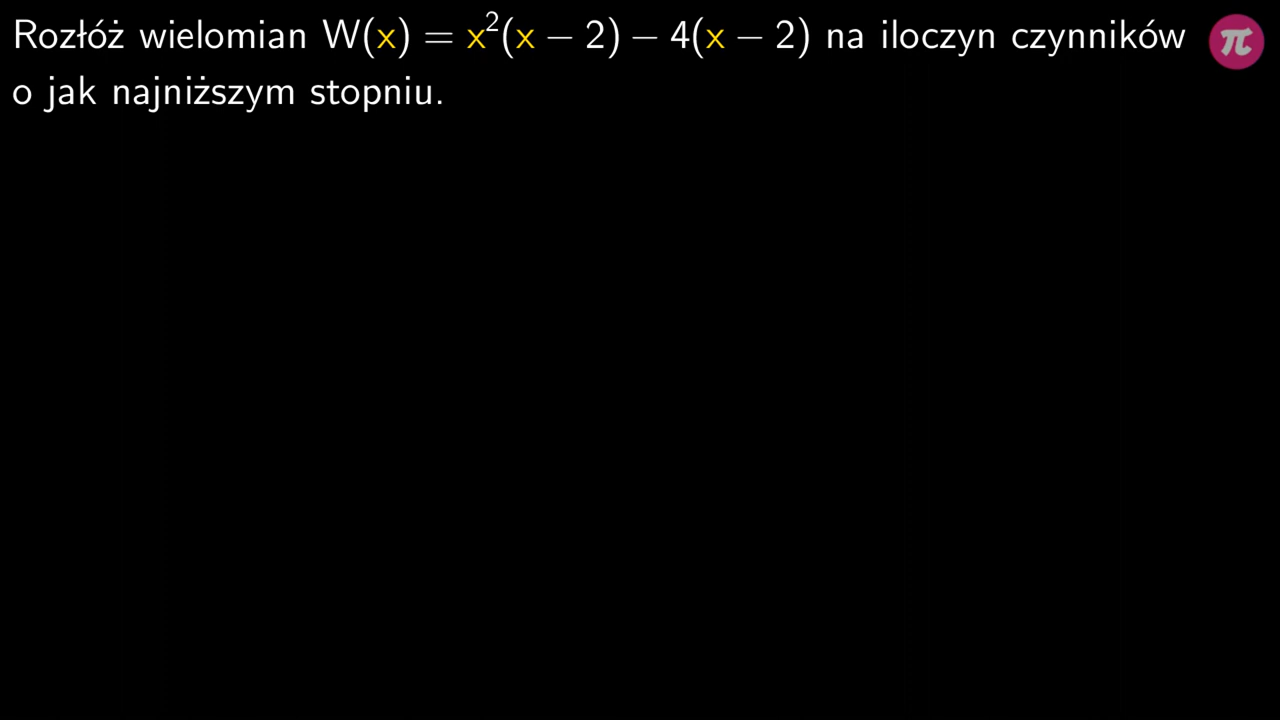 Rozłóż wielomian W(x) = x²(x − 2) − 4(x − 2) na iloczyn czynników π
o jak najniższym stopniu.